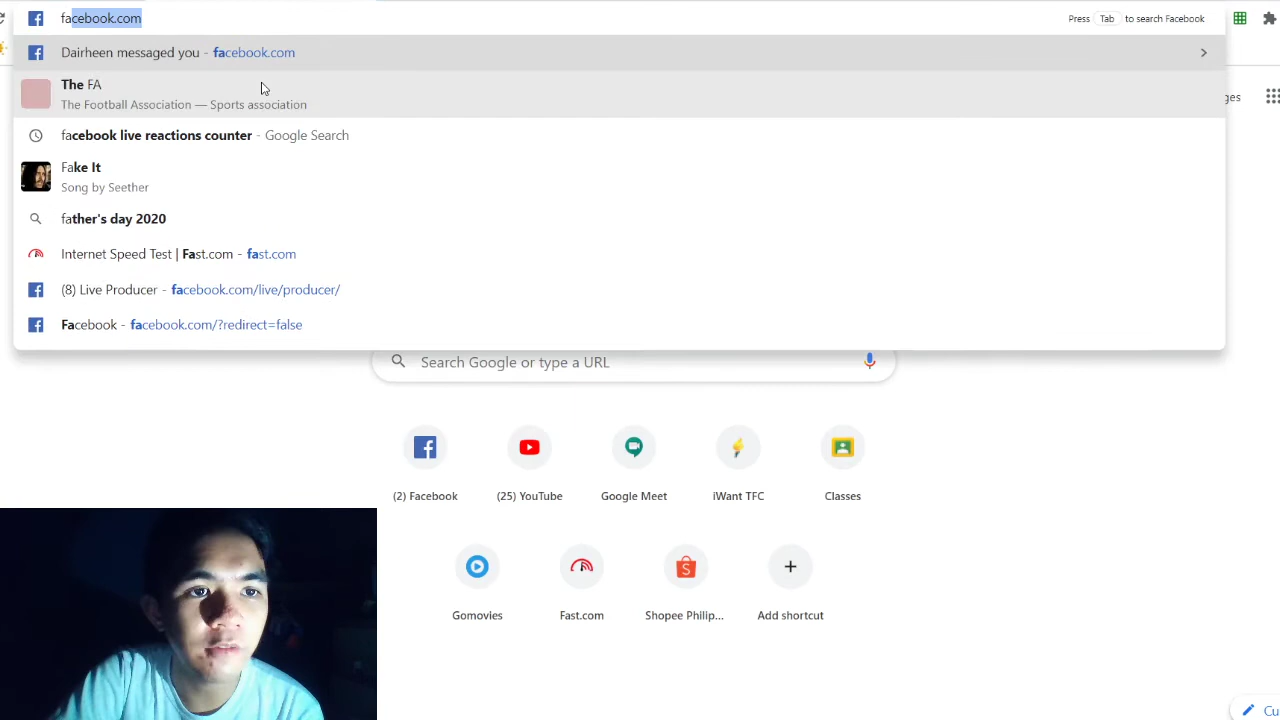 facebook.com
Press Tab to search Facebook
Dairheen messaged you - facebook.com
The FA
The Football Association — Sports association
ges
facebook live reactions counter - Google Search
Fake It
Song by Seether
father's day 2020
Internet Speed Test | Fast.com - fast.com
(8) Live Producer - facebook.com/live/producer/
Facebook - facebook.com/?redirect=false
Search Google or type a URL
(2) Facebook
(25) YouTube
Google Meet
iWant TFC
Classes
Gomovies
Fast.com
Shopee Philip...
Add shortcut
Cu